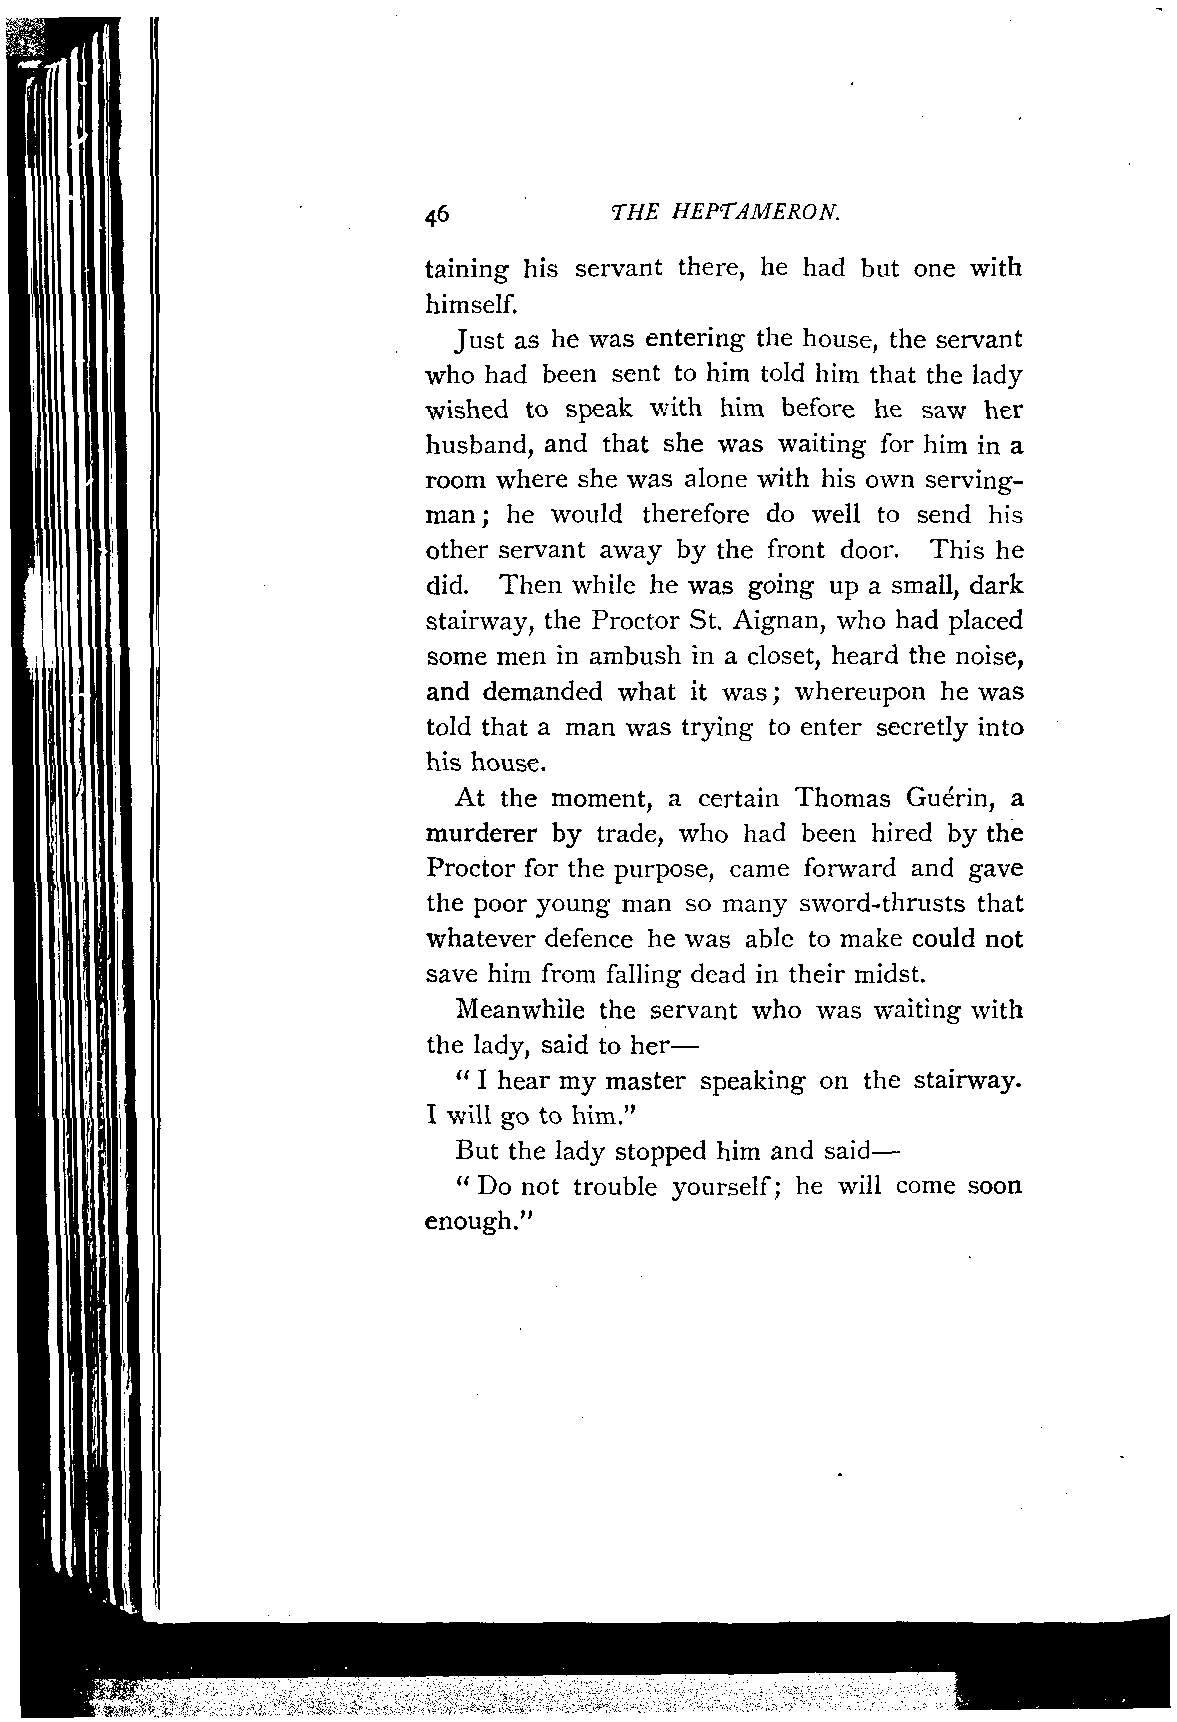 46 THE HEPTAMERON.
taining his servant there, he had but one with
himself.
Just as he was entering the house, the servant
who had been sent to him told him that the lady
wished to speak with him before he saw her
husband, and that she was waiting for him in a
room where she was alone with his own serving-
man; he would therefore do well to send his
other servant away by the front door. This he
did. Then while he was going up a small, dark
stairway, the Proctor St. Aignan, who had placed
some men in ambush in a closet, heard the noise,
and demanded what it was; whereupon he was
told that a man was trying to enter secretly into
his house.
At the moment, a certain Thomas Guérin, a
murderer by trade, who had been hired by the
Proctor for the purpose, came forward and gave
the poor young man so many sword-thrusts that
whatever defence he was able to make could not
save him from falling dead in their midst.
Meanwhile the servant who was waiting with
the lady, said to her—
“ I hear my master speaking on the stairway.
I will go to him.”
But the lady stopped him and said—
“ Do not trouble yourself; he will come soon
enough.”